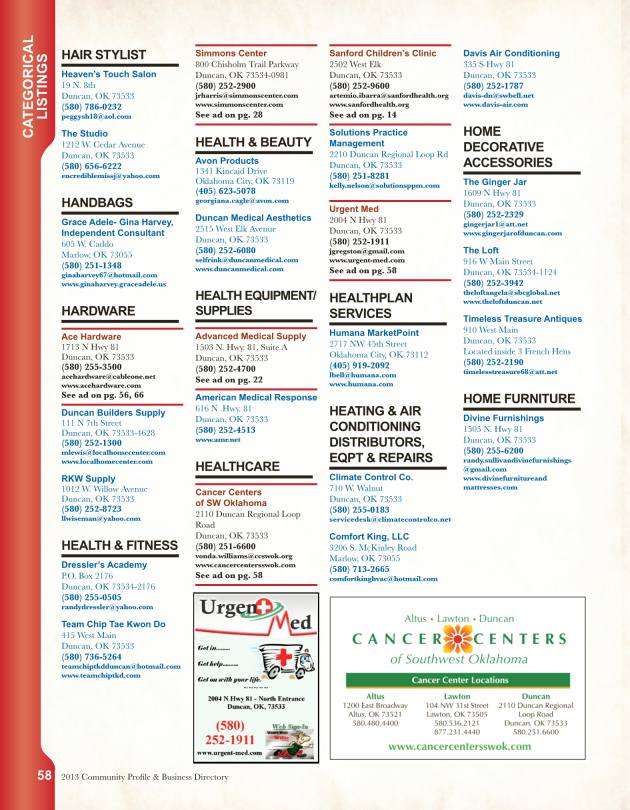 CATEGORICAL
LISTINGS
HAIR STYLIST
Heaven's Touch Salon
19 N. 8th
Duncan, OK 73533
(580) 786-0232
peggysh18@aol.com
The Studio
1212 W. Cedar Avenue
Duncan, OK 73533
(580) 656-6222
encrediblemissj@yahoo.com
HANDBAGS
Grace Adele- Gina Harvey,
Independent Consultant
605 W. Caddo
Marlow, OK 73055
(580) 251-1348
ginaharvey67@hotmail.com
www.ginaharvey.graceadele.us
HARDWARE
Ace Hardware
1713 N Hwy 81
Duncan, OK 73533
(580) 255-3500
acehardware@cableone.net
www.acehardware.com
See ad on pg. 56, 66
Duncan Builders Supply
111 N 7th Street
Duncan, OK 73533-4628
(580) 252-1300
mlewis@localhomecenter.com
www.localhomecenter.com
RKW Supply
1012 W. Willow Avenue
Duncan, OK 73533
(580) 252-8723
llwiseman@yahoo.com
HEALTH & FITNESS
Dressler's Academy
P.O. Box 2176
Duncan, OK 73534-2176
(580) 255-0505
randydressler@yahoo.com
Team Chip Tae Kwon Do
415 West Main
Duncan, OK 73533
(580) 736-5264
teamchiptkdduncan@hotmail.com
www.teamchiptkd.com
Simmons Center
800 Chisholm Trail Parkway
Duncan, OK 73534-0981
(580) 252-2900
jrharris@simmonscenter.com
www.simmonscenter.com
See ad on pg. 28
HEALTH & BEAUTY
Avon Products
1341 Kincaid Drive
Oklahoma City, OK 73119
(405) 623-5078
georgiana.cagle@avon.com
Duncan Medical Aesthetics
2515 West Elk Avenue
Duncan, OK 73533
(580) 252-6080
selfrink@duncanmedical.com
www.duncanmedical.com
HEALTH EQUIPMENT/
SUPPLIES
Advanced Medical Supply
1503 N. Hwy. 81, Suite A
Duncan, OK 73533
(580) 252-4700
See ad on pg. 22
American Medical Response
616 N .Hwy. 81
Duncan, OK 73533
(580) 252-4513
www.amr.net
HEALTHCARE
Cancer Centers
of SW Oklahoma
2110 Duncan Regional Loop
Road
Duncan, OK 73533
(580) 251-6600
vonda.williams@ccswok.org
www.cancercentersswok.com
See ad on pg. 58
Sanford Children's Clinic
2502 West Elk
Duncan, OK 73533
(580) 252-9600
artemio.ibarra@sanfordhealth.org
www.sanfordhealth.org
See ad on pg. 14
Solutions Practice
Management
2210 Duncan Regional Loop Rd
Duncan, OK 73533
(580) 251-8281
kelly.nelson@solutionsppm.com
Urgent Med
2004 N Hwy 81
Duncan, OK 73533
(580) 252-1911
jgregston@gmail.com
www.urgent-med.com
See ad on pg. 58
HEALTHPLAN
SERVICES
Humana MarketPoint
2717 NW 45th Street
Oklahoma City, OK 73112
(405) 919-2092
lbell@humana.com
www.humana.com
HEATING & AIR
CONDITIONING
DISTRIBUTORS,
EQPT & REPAIRS
Climate Control Co.
710 W. Walnut
Duncan, OK 73533
(580) 255-0183
servicedesk@climatecontrolco.net
Comfort King, LLC
3206 S. McKinley Road
Marlow, OK 73055
(580) 713-2665
comfortkinghvac@hotmail.com
Davis Air Conditioning
335 S Hwy 81
Duncan, OK 73533
(580) 252-1787
davis-dn@swbell.net
www.davis-air.com
HOME
DECORATIVE
ACCESSORIES
The Ginger Jar
1609 N Hwy 81
Duncan, OK 73533
(580) 252-2329
gingerjar1@att.net
www.gingerjarofduncan.com
The Loft
916 W Main Street
Duncan, OK 73534-1124
(580) 252-3942
theloftangela@sbcglobal.net
www.theloftduncan.net
Timeless Treasure Antiques
910 West Main
Duncan, OK 73533
Located inside 3 French Hens
(580) 252-2190
timelesstreasure68@att.net
HOME FURNITURE
Divine Furnishings
1505 N. Hwy 81
Duncan, OK 73533
(580) 255-6200
randy.sullivandivinefurnishings
@gmail.com
www.divinefurnitureand
mattresses.com
Urgent
Med
Get in.........
Get help.........
Get on with your life.
2004 N Hwy 81 - North Entrance
Duncan, OK, 73533
(580)
252-1911
Web Sign-In
www.urgent-med.com
Altus • Lawton • Duncan
CANCER CENTERS
of Southwest Oklahoma
Cancer Center Locations
Altus
1200 East Broadway
Altus, OK 73521
580.480.4400
Lawton
104 NW 31st Street
Lawton, OK 73505
580.536.2121
877.231.4440
Duncan
2110 Duncan Regional
Loop Road
Duncan, OK 73533
580.251.6600
www.cancercentersswok.com
58 2013 Community Profile & Business Directory